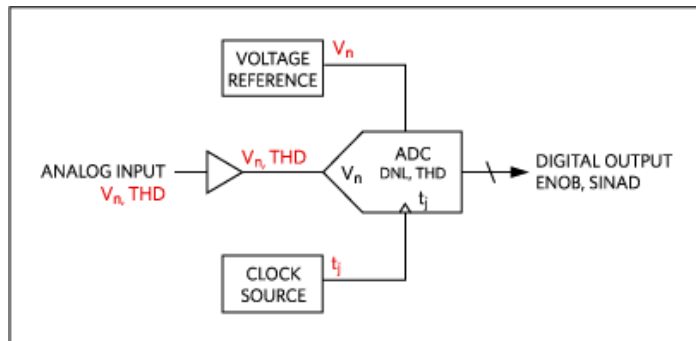 VOLTAGE
REFERENCE
Vn
ANALOG INPUT
Vn, THD
Vn, THD
Vn
ADC
DNL, THD
tj
DIGITAL OUTPUT
ENOB, SINAD
CLOCK
SOURCE
tj